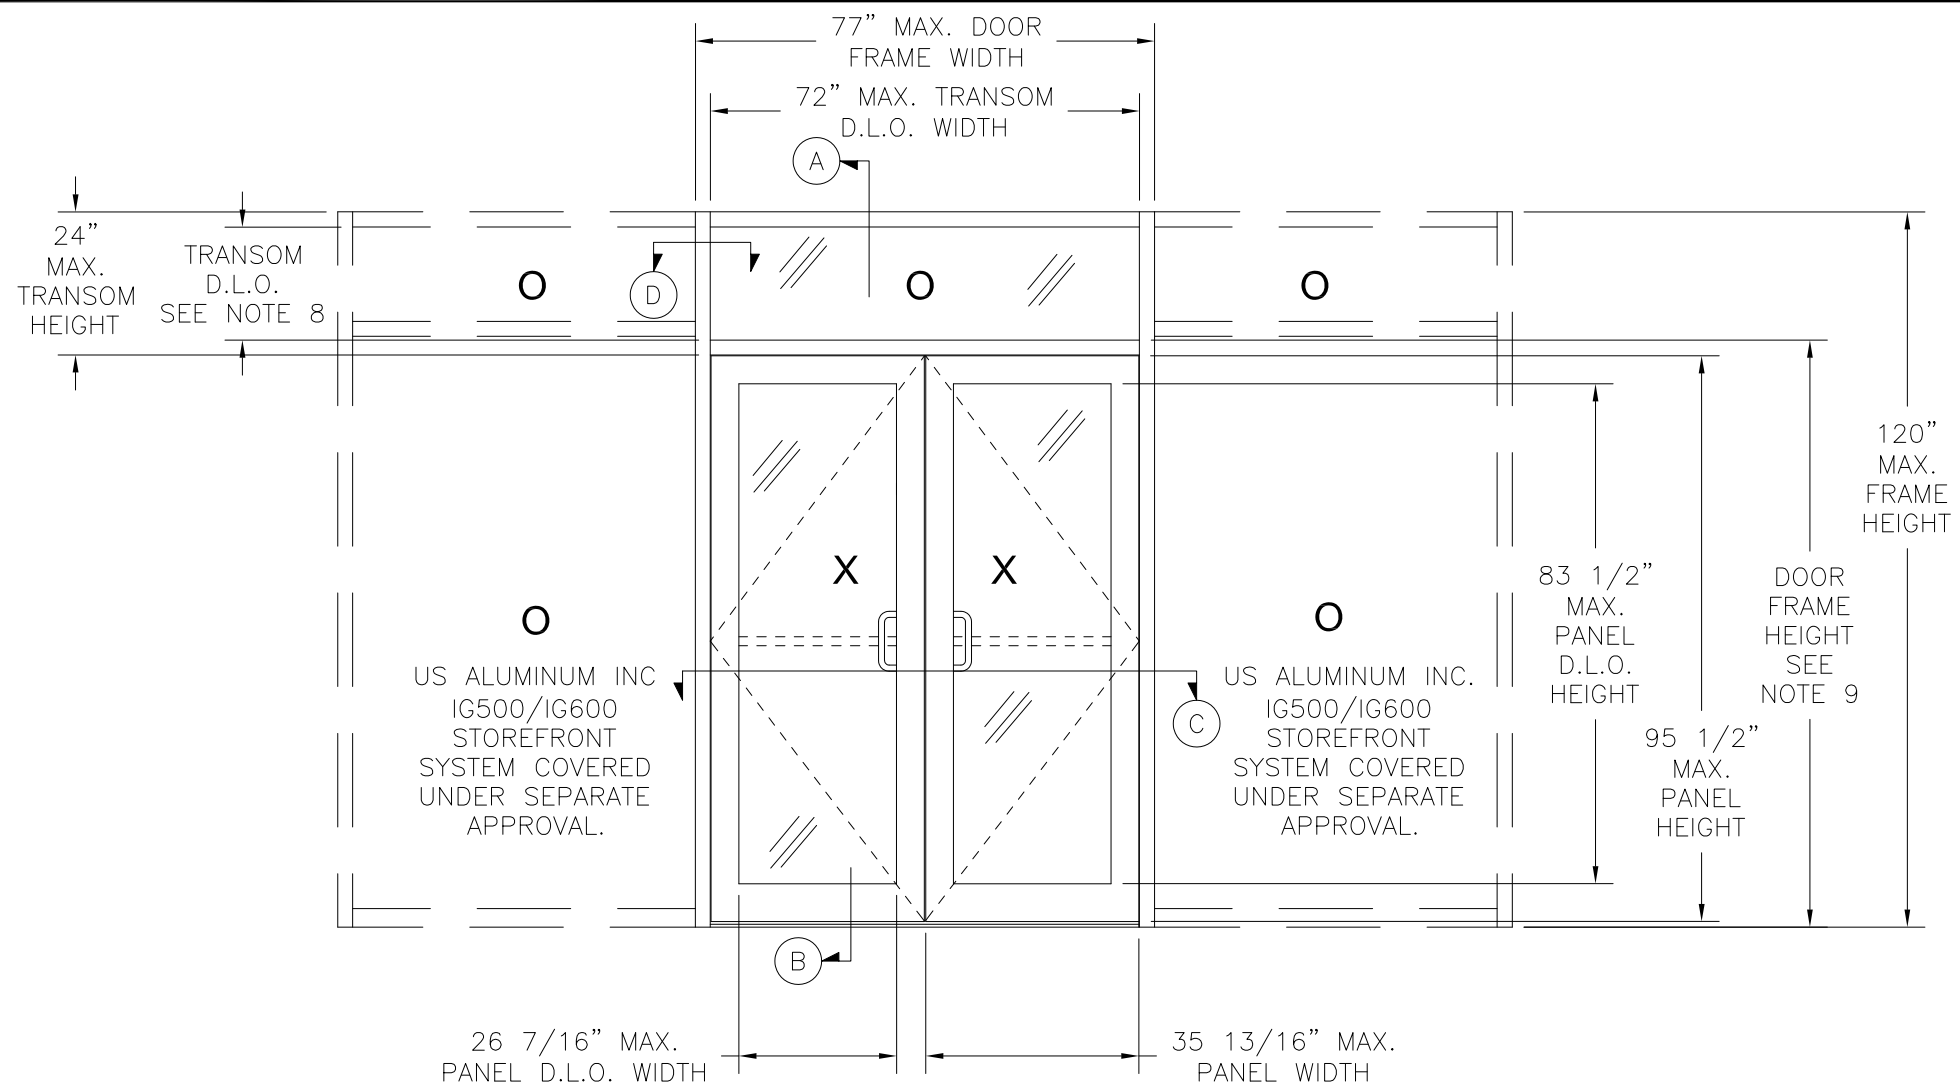 77” MAX. DOOR
FRAME WIDTH
72” MAX. TRANSOM
D.L.O. WIDTH
A
24”
MAX.
TRANSOM
HEIGHT
TRANSOM
D.L.O.
SEE NOTE 8
O
D
O
O
120”
MAX.
FRAME
HEIGHT
X
X
83 1/2”
MAX.
PANEL
D.L.O.
HEIGHT
DOOR
FRAME
HEIGHT
SEE
NOTE 9
O
US ALUMINUM INC
IG500/IG600
STOREFRONT
SYSTEM COVERED
UNDER SEPARATE
APPROVAL.
O
US ALUMINUM INC.
IG500/IG600
STOREFRONT
SYSTEM COVERED
UNDER SEPARATE
APPROVAL.
C
95 1/2”
MAX.
PANEL
HEIGHT
B
26 7/16” MAX.
PANEL D.L.O. WIDTH
35 13/16” MAX.
PANEL WIDTH